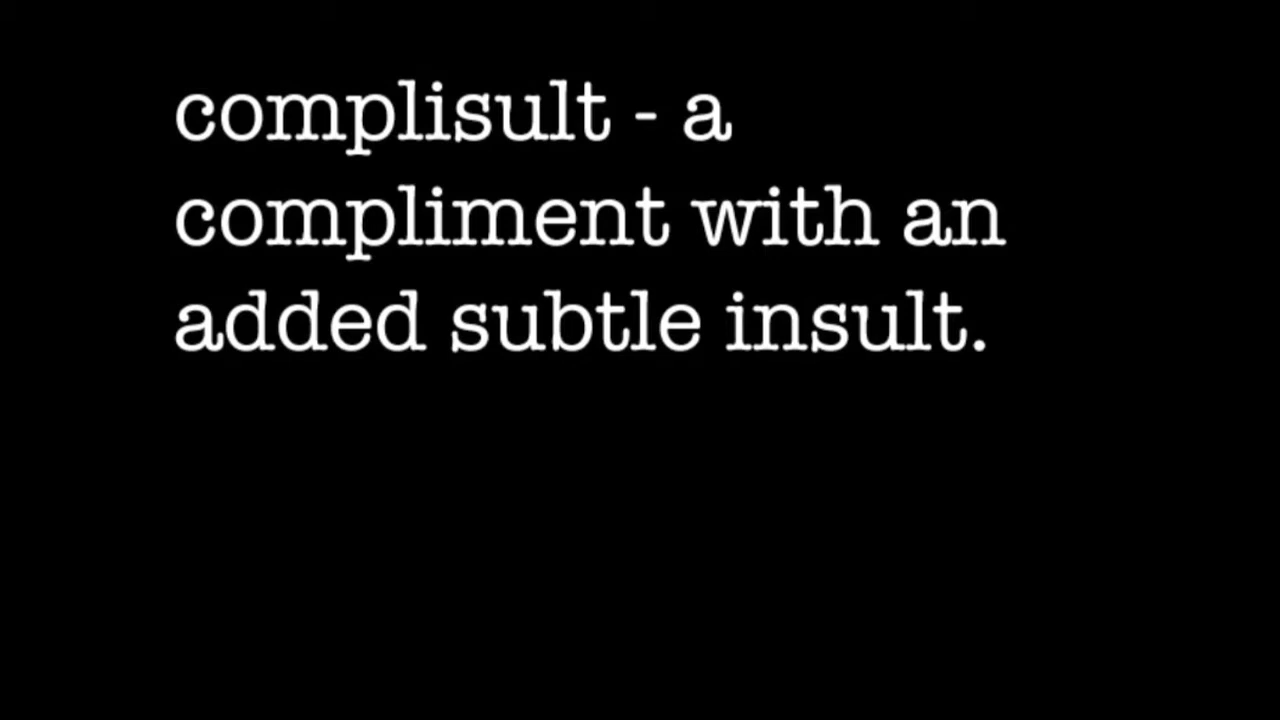 complisult - a
compliment with an
added subtle insult.